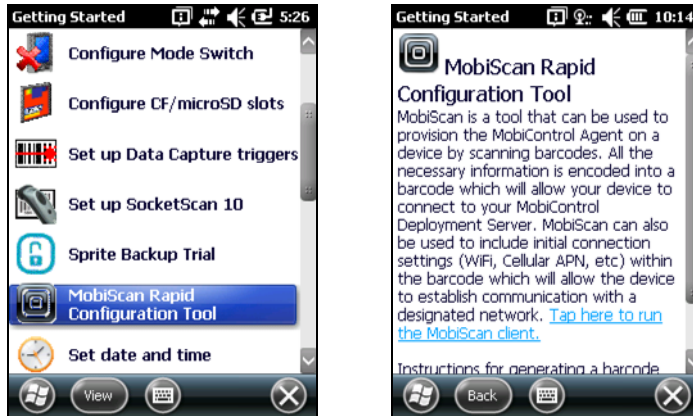 Getting Started 5:26
Configure Mode Switch
Configure CF/microSD slots
Set up Data Capture triggers
Set up SocketScan 10
Sprite Backup Trial
MobiScan Rapid
Configuration Tool
Set date and time
View
Getting Started 10:14
MobiScan Rapid
Configuration Tool
MobiScan is a tool that can be used to
provision the MobiControl Agent on a
device by scanning barcodes. All the
necessary information is encoded into a
barcode which will allow your device to
connect to your MobiControl
Deployment Server. MobiScan can also
be used to include initial connection
settings (WiFi, Cellular APN, etc) within
the barcode which will allow the device
to establish communication with a
designated network. Tap here to run
the MobiScan client.
Instructions for generating a barcode
Back